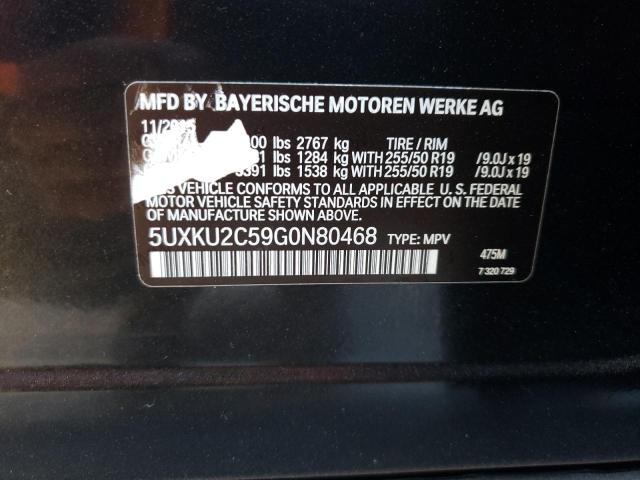 MFD BY BAYERISCHE MOTOREN WERKE AG
lbs 2767 kg TIRE / RIM
lbs 1284 kg WITH 255/50 R19 /9.0J x 19
lbs 1538 kg WITH 255/50 R19 /9.0J x 19
VEHICLE CONFORMS TO ALL APPLICABLE U. S. FEDERAL
MOTOR VEHICLE SAFETY STANDARDS IN EFFECT ON THE
DATE OF MANUFACTURE SHOWN ABOVE.
5UXKU2C59G0N80468 TYPE: MPV
475M
7 320 729